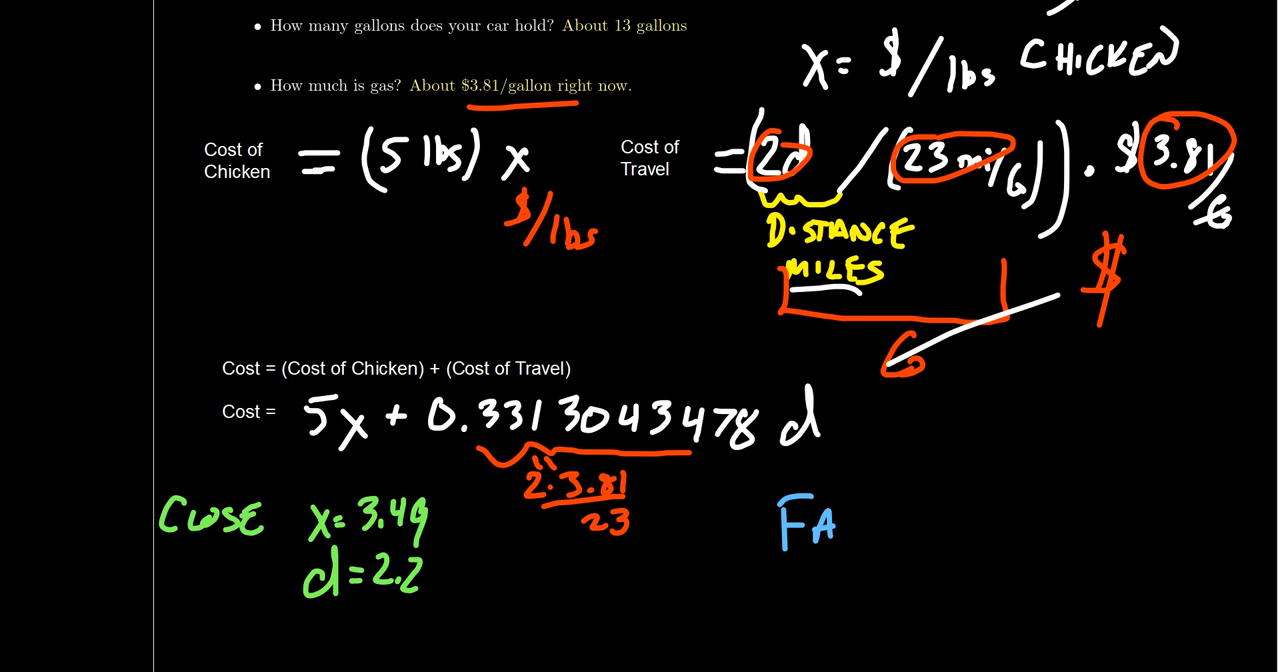 • How many gallons does your car hold? About 13 gallons
X = $/lbs CHICKEN
• How much is gas? About $3.81/gallon right now.
Cost of Chicken = (5 lbs) x
$/lbs
Cost of Travel = (2d / (23 mi/G)) · $3.81/G
DISTANCE
MILES
G
$
Cost = (Cost of Chicken) + (Cost of Travel)
Cost = 5x + 0.3313043478 d
2·3.81
23
CLOSE x = 3.49
d = 2.2
FA